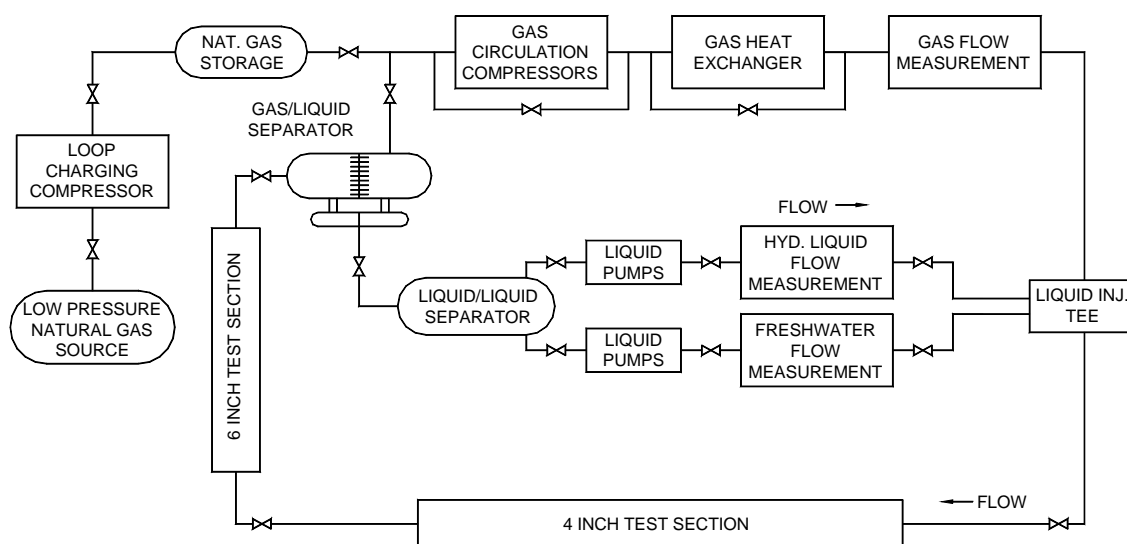 NAT. GAS
STORAGE
GAS
CIRCULATION
COMPRESSORS
GAS HEAT
EXCHANGER
GAS FLOW
MEASUREMENT
GAS/LIQUID
SEPARATOR
LOOP
CHARGING
COMPRESSOR
LOW PRESSURE
NATURAL GAS
SOURCE
6 INCH TEST SECTION
LIQUID/LIQUID
SEPARATOR
LIQUID
PUMPS
FLOW
HYD. LIQUID
FLOW
MEASUREMENT
LIQUID
PUMPS
FRESHWATER
FLOW
MEASUREMENT
LIQUID INJ.
TEE
FLOW
4 INCH TEST SECTION